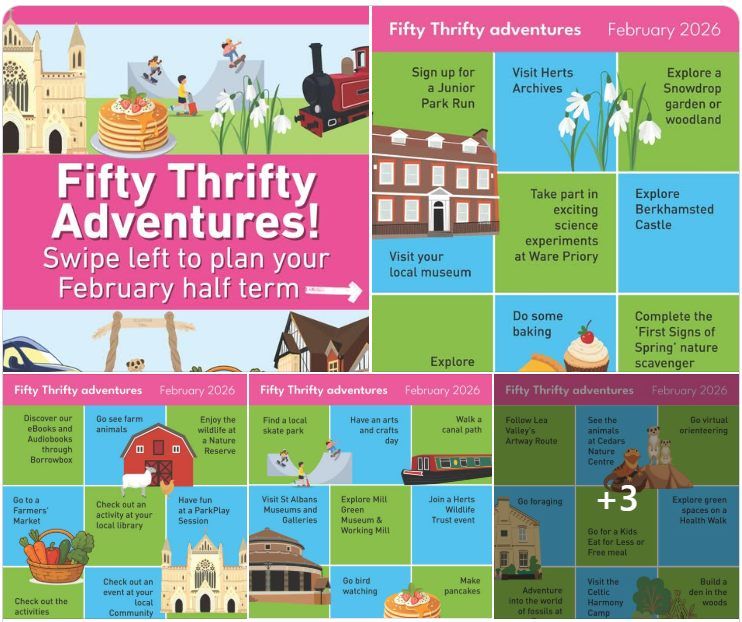 Fifty Thrifty
Adventures!
Swipe left to plan your
February half term
Fifty Thrifty adventures February 2026
Sign up for
a Junior
Park Run
Visit Herts
Archives
Explore a
Snowdrop
garden or
woodland
Visit your
local museum
Take part in
exciting
science
experiments
at Ware Priory
Explore
Berkhamsted
Castle
Explore
Do some
baking
Complete the
'First Signs of
Spring' nature
scavenger
Fifty Thrifty adventures February 2026
Discover our
eBooks and
Audiobooks
through
Borrowbox
Go see farm
animals
Enjoy the
wildlife at
a Nature
Reserve
Go to a
Farmers'
Market
Check out an
activity at your
local library
Have fun
at a ParkPlay
Session
Check out the
activities
Check out an
event at your
local
Community
Fifty Thrifty adventures February 2026
Find a local
skate park
Have an arts
and crafts
day
Walk a
canal path
Visit St Albans
Museums and
Galleries
Explore Mill
Green
Museum &
Working Mill
Join a Herts
Wildlife
Trust event
Go bird
watching
Make
pancakes
Fifty Thrifty adventures February 2026
Follow Lea
Valley's
Artway Route
See the
animals
at Cedars
Nature
Centre
Go virtual
orienteering
Go foraging
+3
Go for a Kids
Eat for Less or
Free meal
Explore green
spaces on a
Health Walk
Adventure
into the world
of fossils at
Visit the
Celtic
Harmony
Camp
Build a
den in the
woods